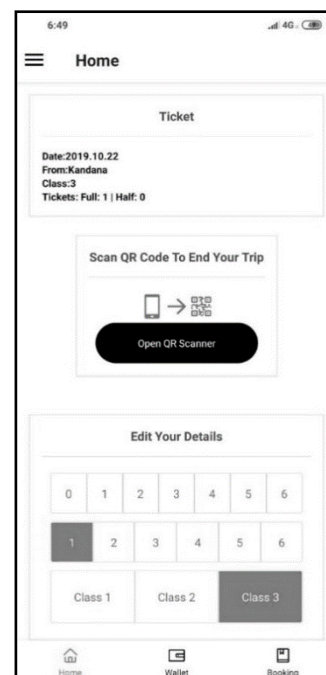 6:49 4G
Home
Ticket
Date:2019.10.22
From:Kandana
Class:3
Tickets: Full: 1 | Half: 0
Scan QR Code To End Your Trip
Open QR Scanner
Edit Your Details
0 1 2 3 4 5 6
1 2 3 4 5 6
Class 1 Class 2 Class 3
Home Wallet Booking